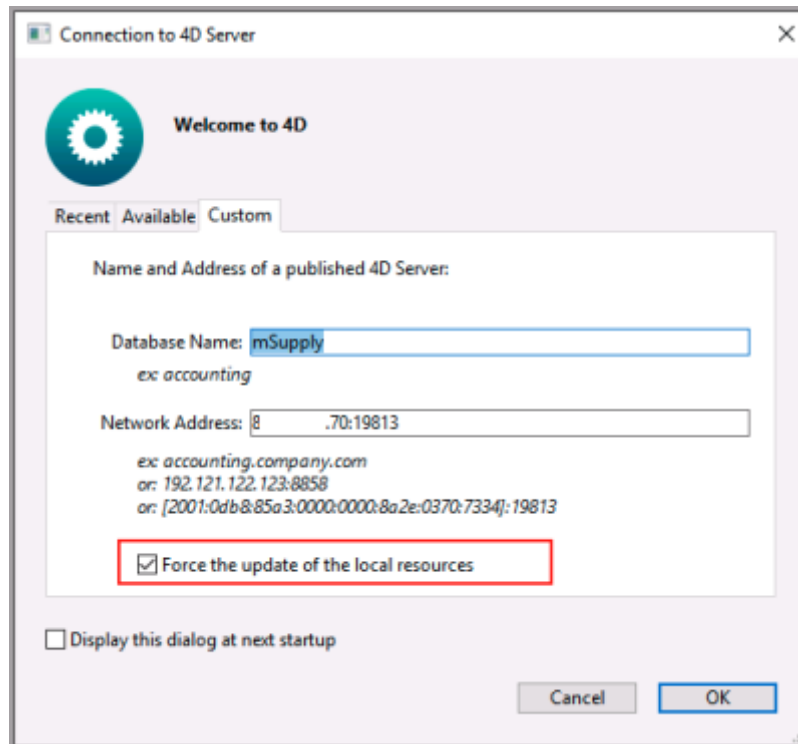 Connection to 4D Server
Welcome to 4D
Recent Available Custom
Name and Address of a published 4D Server:
Database Name: mSupply
ex: accounting
Network Address: 8 .70:19813
ex: accounting.company.com
or: 192.121.122.123:8858
or: [2001:0db8:85a3:0000:0000:8a2e:0370:7334]:19813
Force the update of the local resources
Display this dialog at next startup
Cancel OK